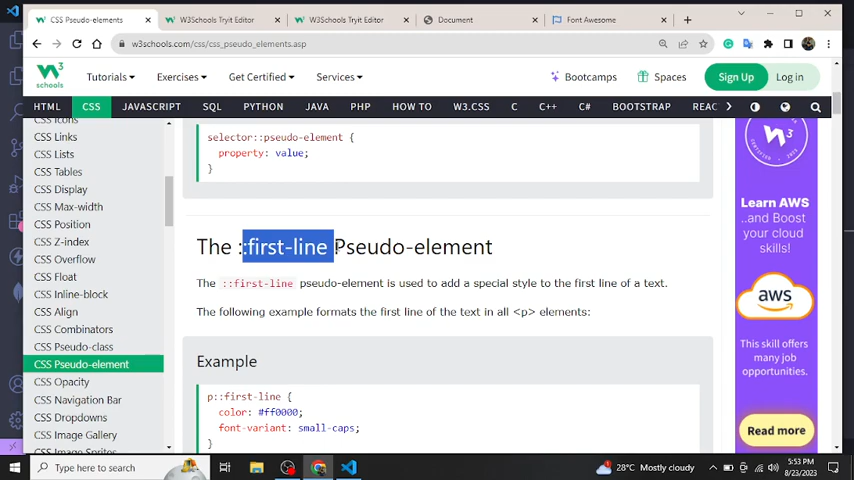 CSS Pseudo-elements
W3Schools Tryit Editor
W3Schools Tryit Editor
Document
Font Awesome
w3schools.com/css/css_pseudo_elements.asp
schools
Tutorials
Exercises
Get Certified
Services
Bootcamps
Spaces
Sign Up
Log in
HTML
CSS
JAVASCRIPT
SQL
PYTHON
JAVA
PHP
HOW TO
W3.CSS
C
C++
C#
BOOTSTRAP
REAC
CSS Icons
CSS Links
CSS Lists
CSS Tables
CSS Display
CSS Max-width
CSS Position
CSS Z-index
CSS Overflow
CSS Float
CSS Inline-block
CSS Align
CSS Combinators
CSS Pseudo-class
CSS Pseudo-element
CSS Opacity
CSS Navigation Bar
CSS Dropdowns
CSS Image Gallery
CSS Image Sprites
selector::pseudo-element {
property: value;
}
The ::first-line Pseudo-element
The ::first-line pseudo-element is used to add a special style to the first line of a text.
The following example formats the first line of the text in all <p> elements:
Example
p::first-line {
color: #ff0000;
font-variant: small-caps;
}
CERTIFIED
Learn AWS
..and Boost
your Cloud
skills!
aws
This skill offers
many job
opportunities.
Read more
Type here to search
28°C Mostly cloudy
5:53 PM
8/23/2023